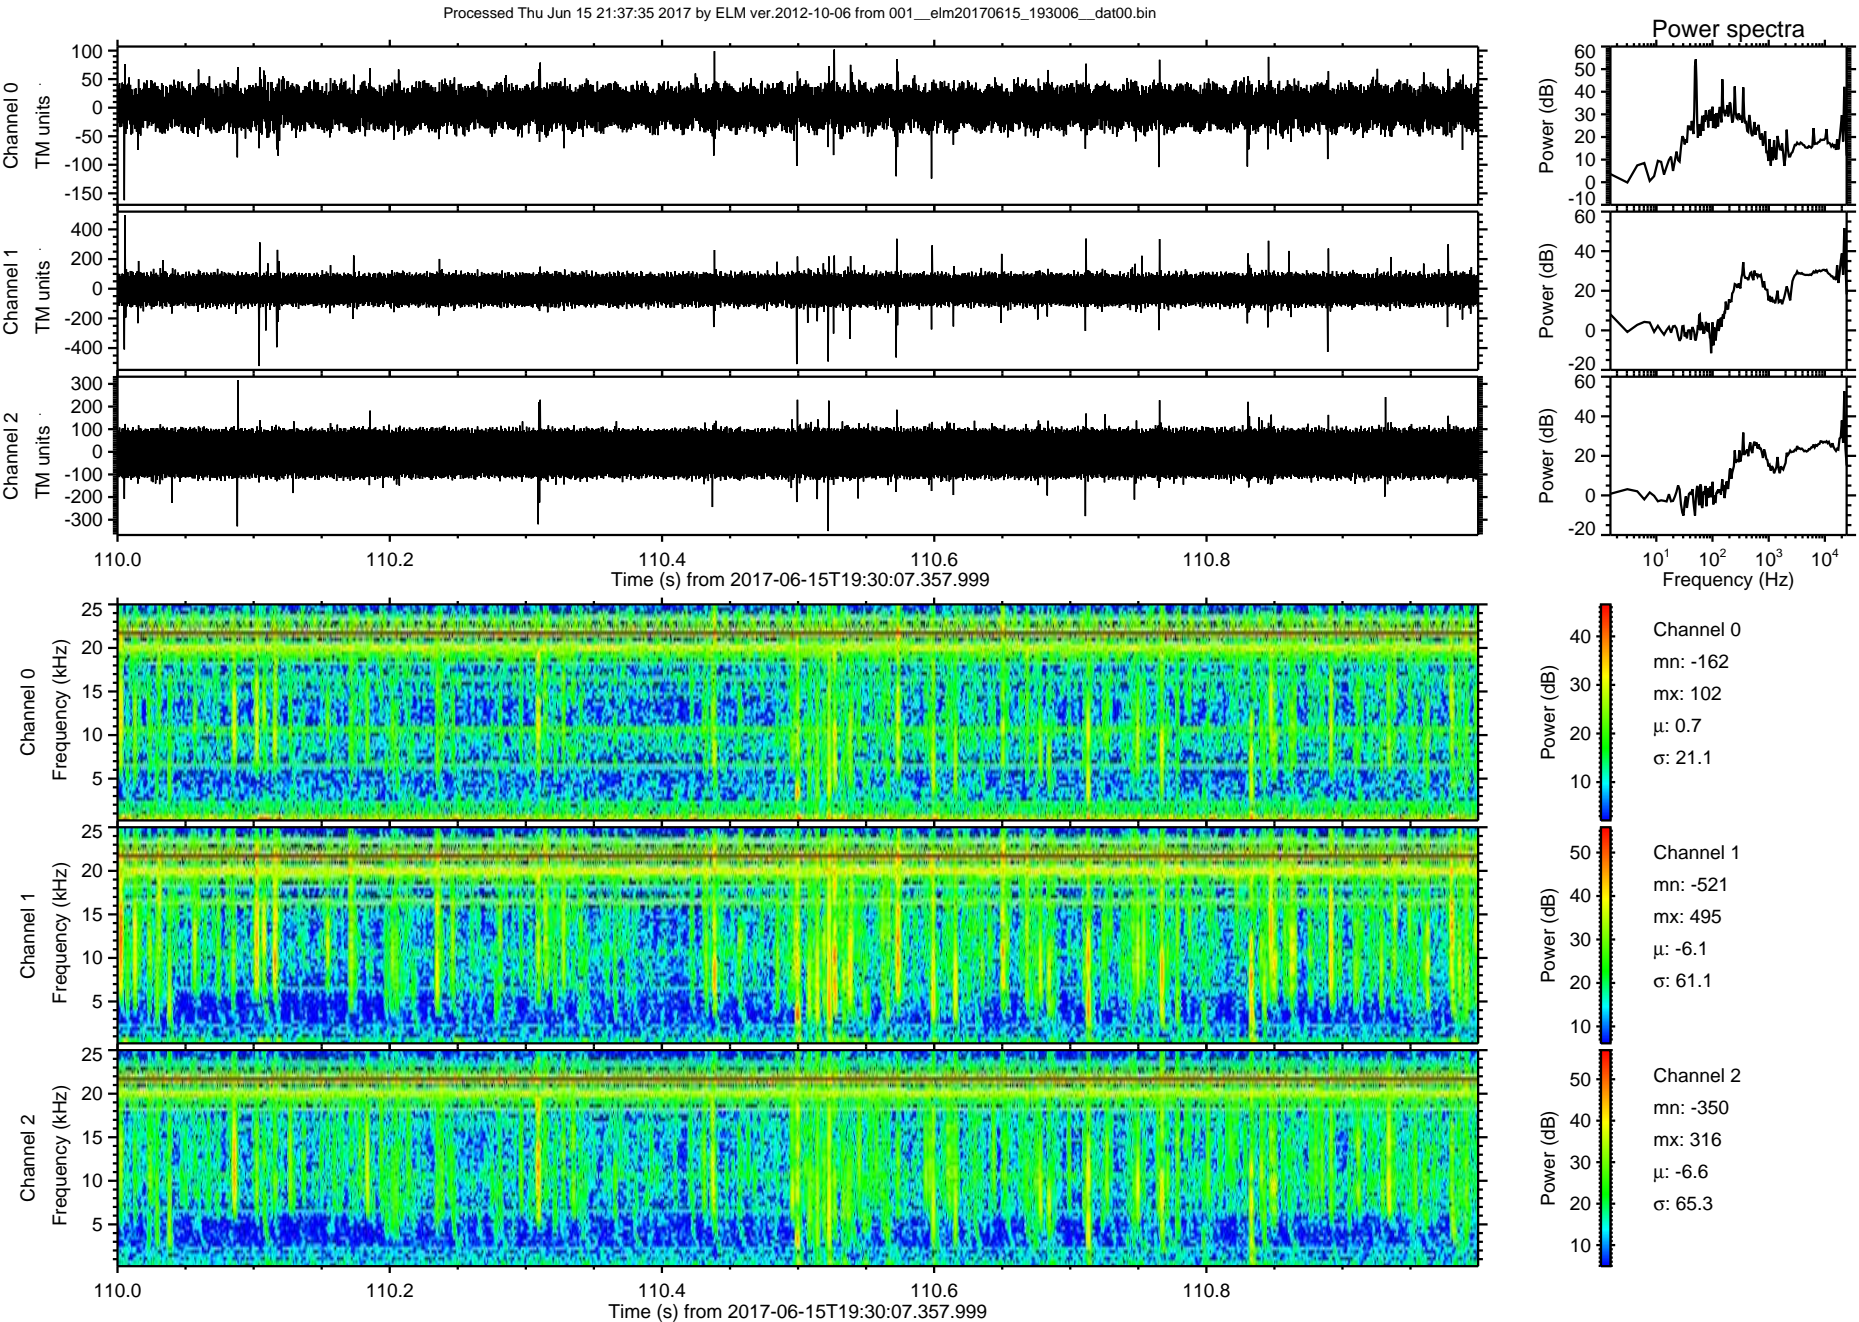 Processed Thu Jun 15 21:37:35 2017 by ELM ver.2012-10-06 from 001__elm20170615_193006__dat00.bin
Power spectra
Channel 0
TM units
100
50
0
-50
-100
-150
Power (dB)
60
50
40
30
20
10
0
-10
Channel 1
TM units
400
200
0
-200
-400
Power (dB)
60
40
20
0
-20
Channel 2
TM units
300
200
100
0
-100
-200
-300
Power (dB)
60
40
20
0
-20
110.0 110.2 110.4 110.6 110.8
Time (s) from 2017-06-15T19:30:07.357.999
10^1 10^2 10^3 10^4
Frequency (Hz)
Channel 0
Frequency (kHz)
25
20
15
10
5
Power (dB)
40
30
20
10
Channel 0
mn: -162
mx: 102
μ: 0.7
σ: 21.1
Channel 1
Frequency (kHz)
25
20
15
10
5
Power (dB)
50
40
30
20
10
Channel 1
mn: -521
mx: 495
μ: -6.1
σ: 61.1
Channel 2
Frequency (kHz)
25
20
15
10
5
Power (dB)
50
40
30
20
10
Channel 2
mn: -350
mx: 316
μ: -6.6
σ: 65.3
110.0 110.2 110.4 110.6 110.8
Time (s) from 2017-06-15T19:30:07.357.999